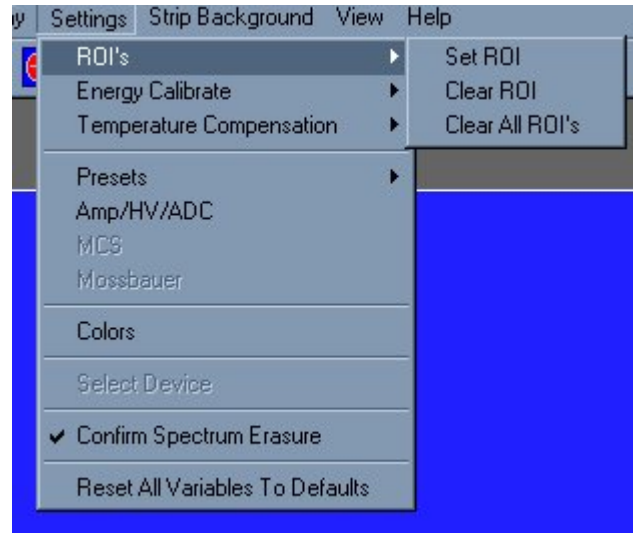 y Settings Strip Background View Help
ROI's
Energy Calibrate
Temperature Compensation
Presets
Amp/HV/ADC
MCS
Mossbauer
Colors
Select Device
Confirm Spectrum Erasure
Reset All Variables To Defaults
Set ROI
Clear ROI
Clear All ROI's